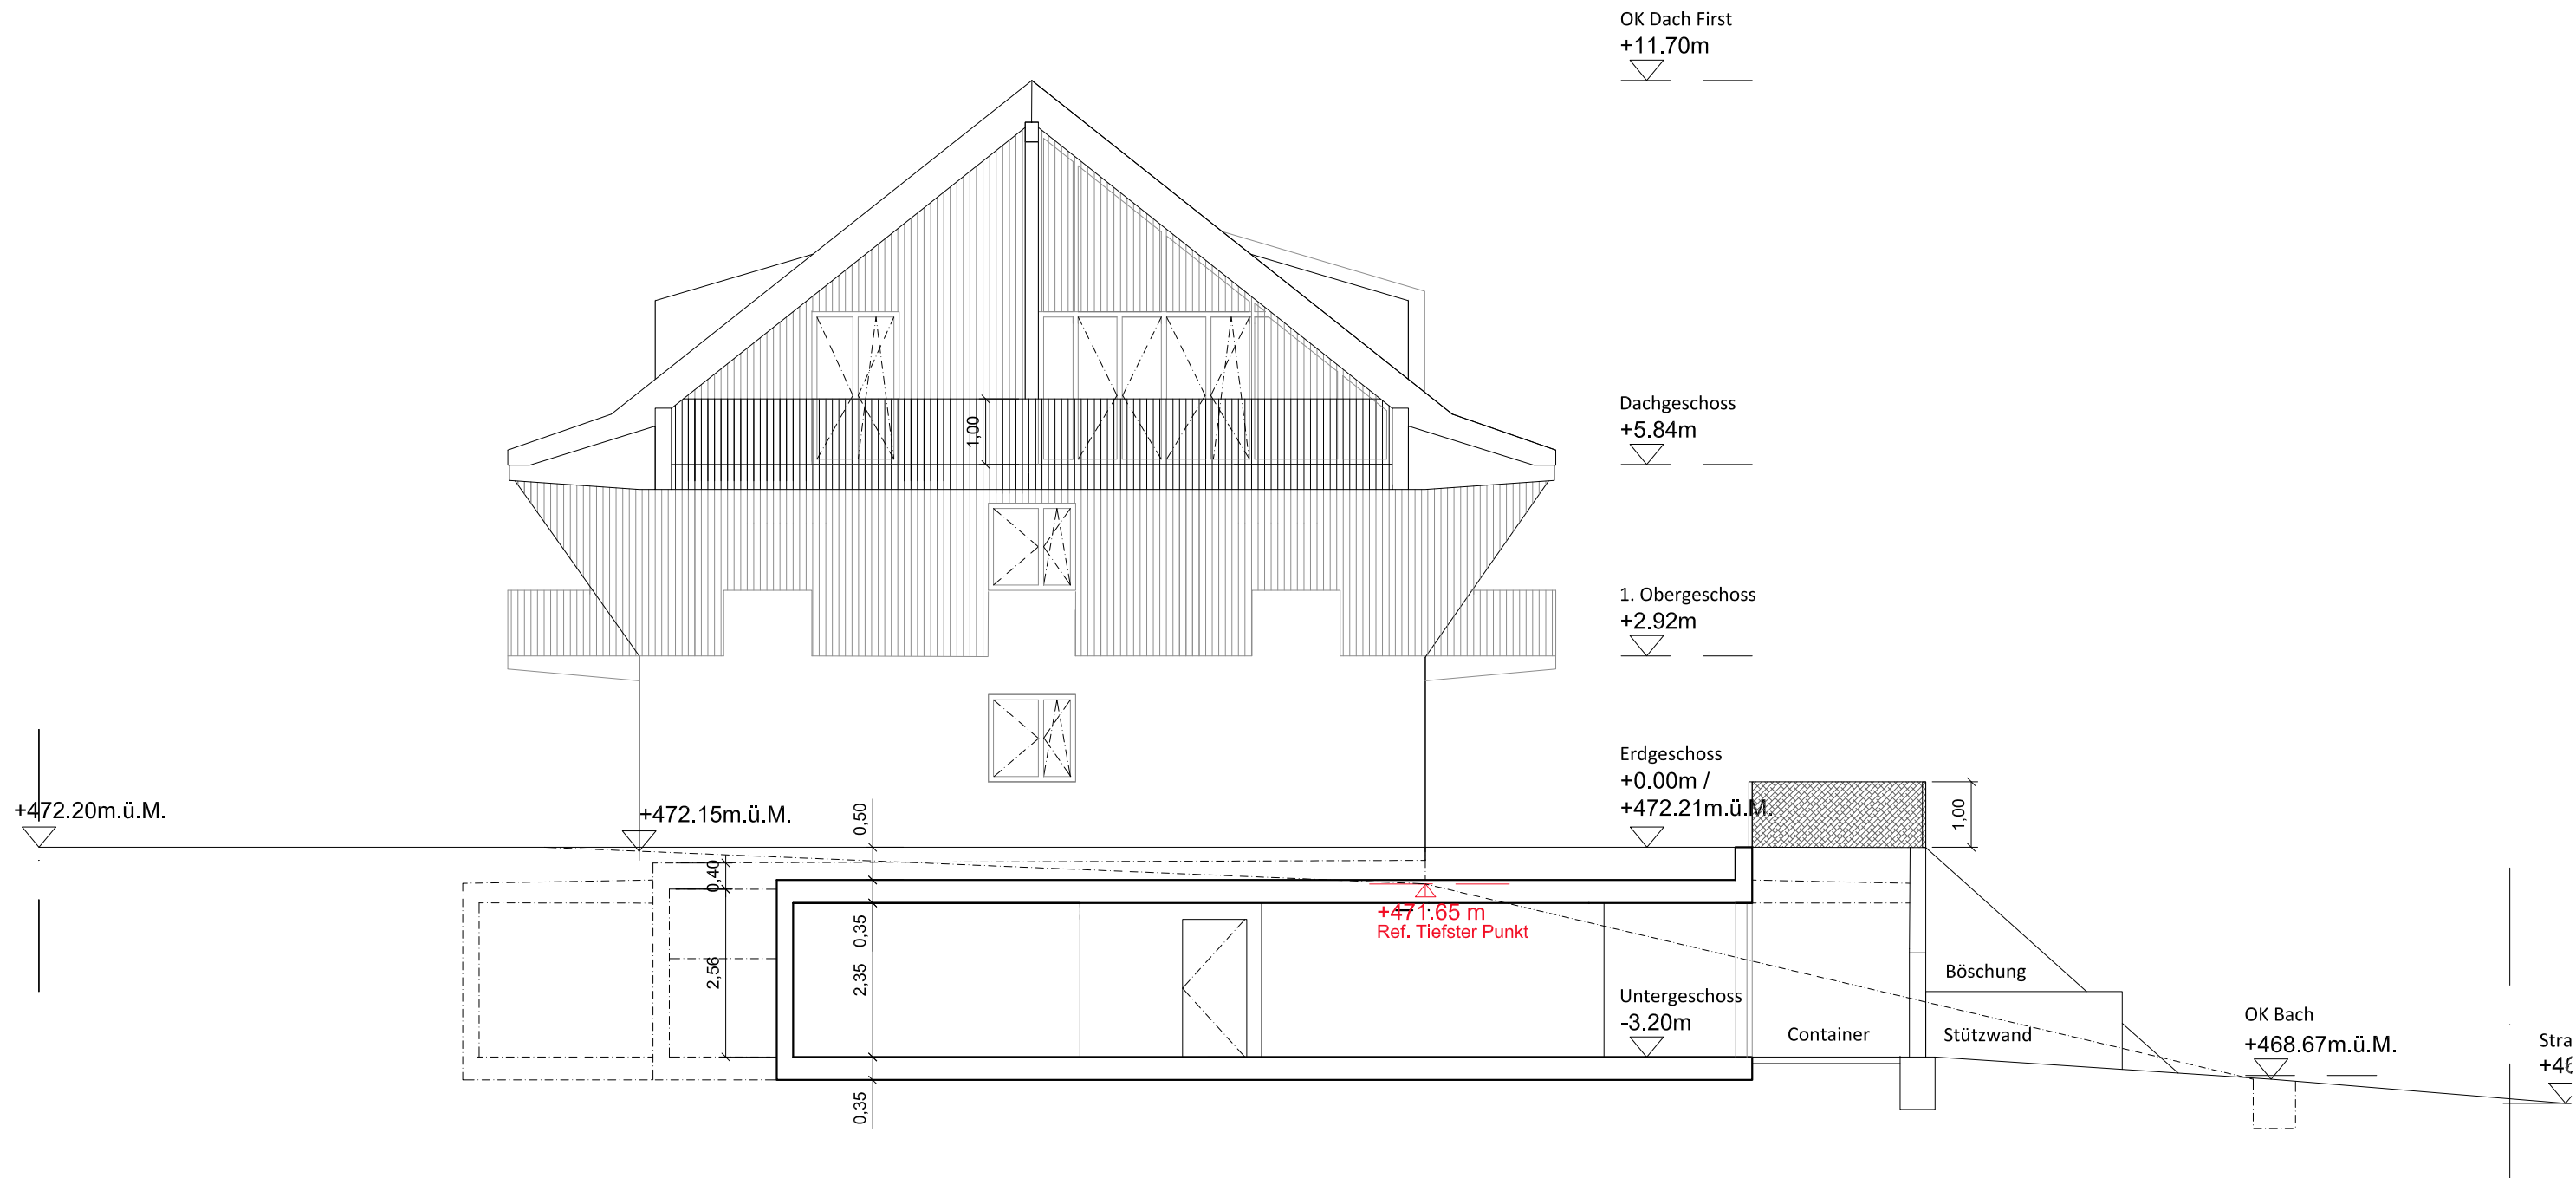 OK Dach First
+11.70m
Dachgeschoss
+5.84m
1,00
1. Obergeschoss
+2.92m
Erdgeschoss
+0.00m /
+472.21m.ü.M.
+472.20m.ü.M.
+472.15m.ü.M.
0,50
1,00
0,40
+471.65 m
Ref. Tiefster Punkt
0,35
2,56
2,35
Böschung
Untergeschoss
-3.20m
Container
Stützwand
OK Bach
+468.67m.ü.M.
Stra
+46
0,35